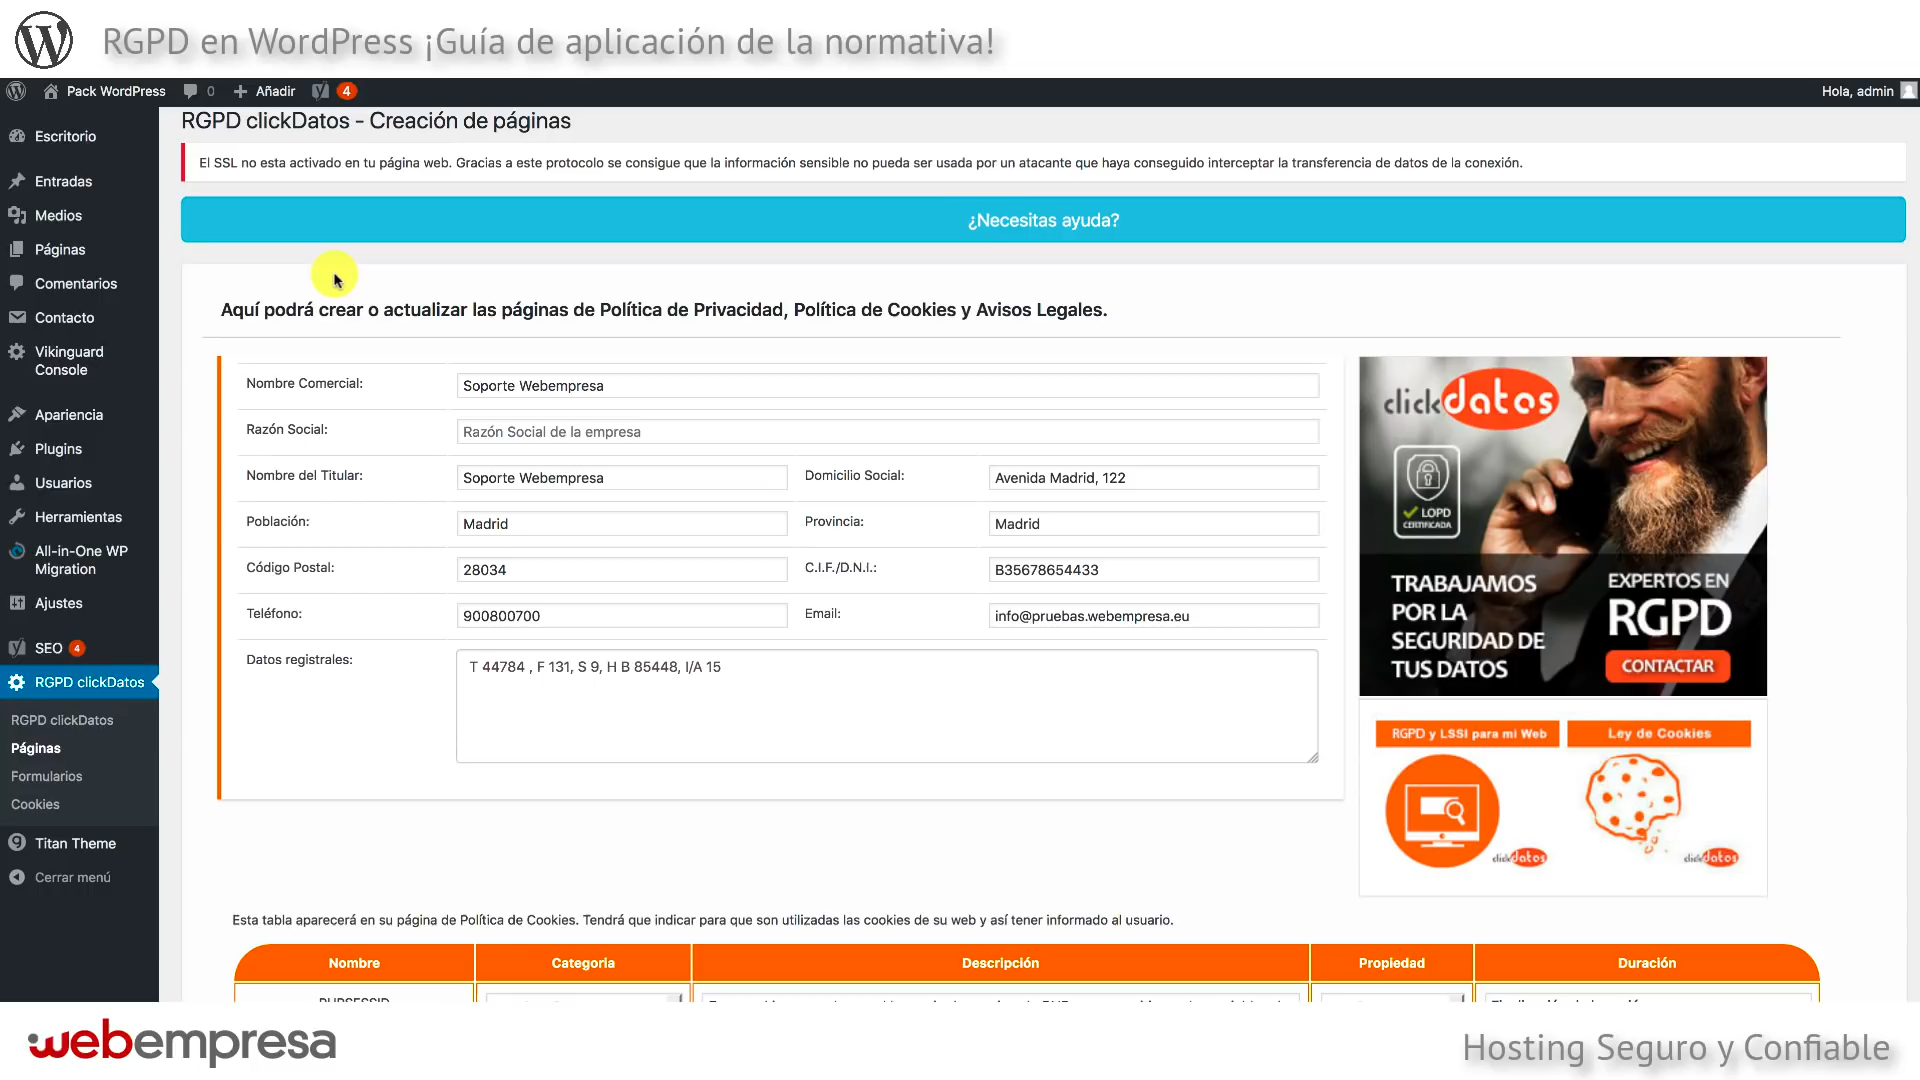 RGPD en WordPress ¡Guía de aplicación de la normativa!
Pack WordPress 0 Añadir 4 Hola, admin
Escritorio
Entradas
Medios
Páginas
Comentarios
Contacto
Vikinguard
Console
Apariencia
Plugins
Usuarios
Herramientas
All-in-One WP
Migration
Ajustes
SEO 4
RGPD clickDatos
RGPD clickDatos
Páginas
Formularios
Cookies
Titan Theme
Cerrar menú
RGPD clickDatos - Creación de páginas
El SSL no esta activado en tu página web. Gracias a este protocolo se consigue que la información sensible no pueda ser usada por un atacante que haya conseguido interceptar la transferencia de datos de la conexión.
¿Necesitas ayuda?
Aquí podrá crear o actualizar las páginas de Política de Privacidad, Política de Cookies y Avisos Legales.
Nombre Comercial: Soporte Webempresa
Razón Social: Razón Social de la empresa
Nombre del Titular: Soporte Webempresa Domicilio Social: Avenida Madrid, 122
Población: Madrid Provincia: Madrid
Código Postal: 28034 C.I.F./D.N.I.: B35678654433
Teléfono: 900800700 Email: info@pruebas.webempresa.eu
Datos registrales: T 44784 , F 131, S 9, H B 85448, I/A 15
clickdatos
LOPD
CERTIFICADA
TRABAJAMOS
POR LA
SEGURIDAD DE
TUS DATOS
EXPERTOS EN
RGPD
CONTACTAR
RGPD y LSSI para mi Web
clickdatos
Ley de Cookies
clickdatos
Esta tabla aparecerá en su página de Política de Cookies. Tendrá que indicar para que son utilizadas las cookies de su web y así tener informado al usuario.
Nombre Categoria Descripción Propiedad Duración
PHPSESSID
webempresa
Hosting Seguro y Confiable